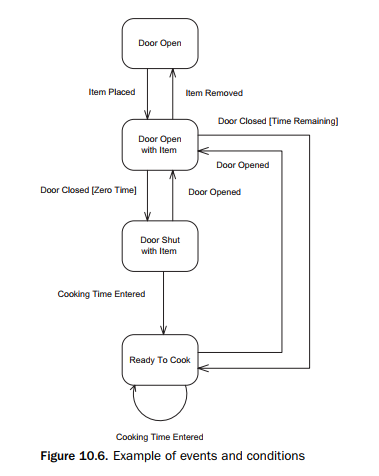 Door Open
Item Placed
Item Removed
Door Closed [Time Remaining]
Door Open
with Item
Door Opened
Door Closed [Zero Time]
Door Opened
Door Shut
with Item
Cooking Time Entered
Ready To Cook
Cooking Time Entered
Figure 10.6. Example of events and conditions